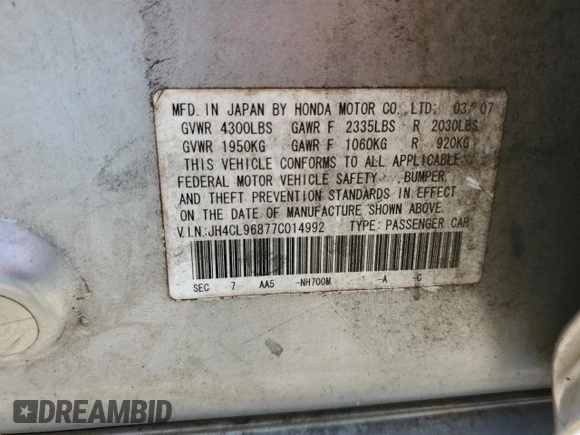 MFD. IN JAPAN BY HONDA MOTOR CO.,LTD; 03/07
GVWR 4300LBS GAWR F 2335LBS R 2030LBS
GVWR 1950KG GAWR F 1060KG R 920KG
THIS VEHICLE CONFORMS TO ALL APPLICABLE
FEDERAL MOTOR VEHICLE SAFETY, BUMPER,
AND THEFT PREVENTION STANDARDS IN EFFECT
ON THE DATE OF MANUFACTURE SHOWN ABOVE.
V.I.N:JH4CL96877C014992 TYPE: PASSENGER CAR
SEC 7 AA5 -NH700M -A -C
DREAMBID